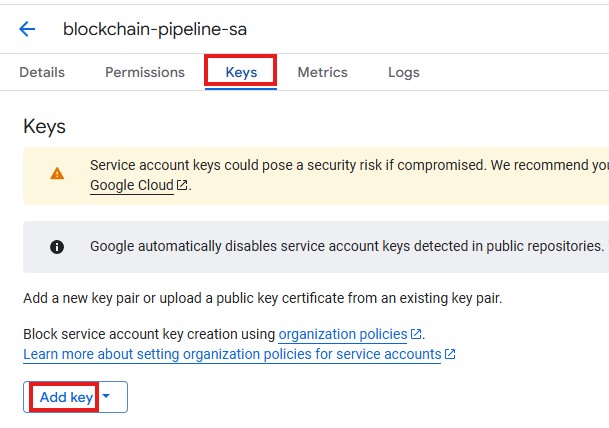 blockchain-pipeline-sa
Details Permissions Keys Metrics Logs
Keys
Service account keys could pose a security risk if compromised. We recommend you
Google Cloud.
Google automatically disables service account keys detected in public repositories.
Add a new key pair or upload a public key certificate from an existing key pair.
Block service account key creation using organization policies.
Learn more about setting organization policies for service accounts
Add key